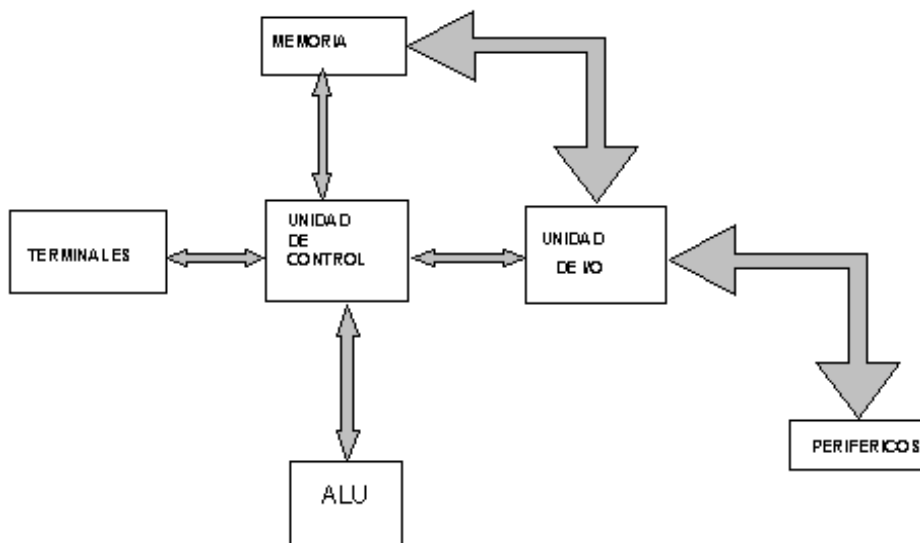 MEMORIA
TERMINALES
UNIDAD
DE
CONTROL
UNIDAD
DE I/O
PERIFERICOS
ALU